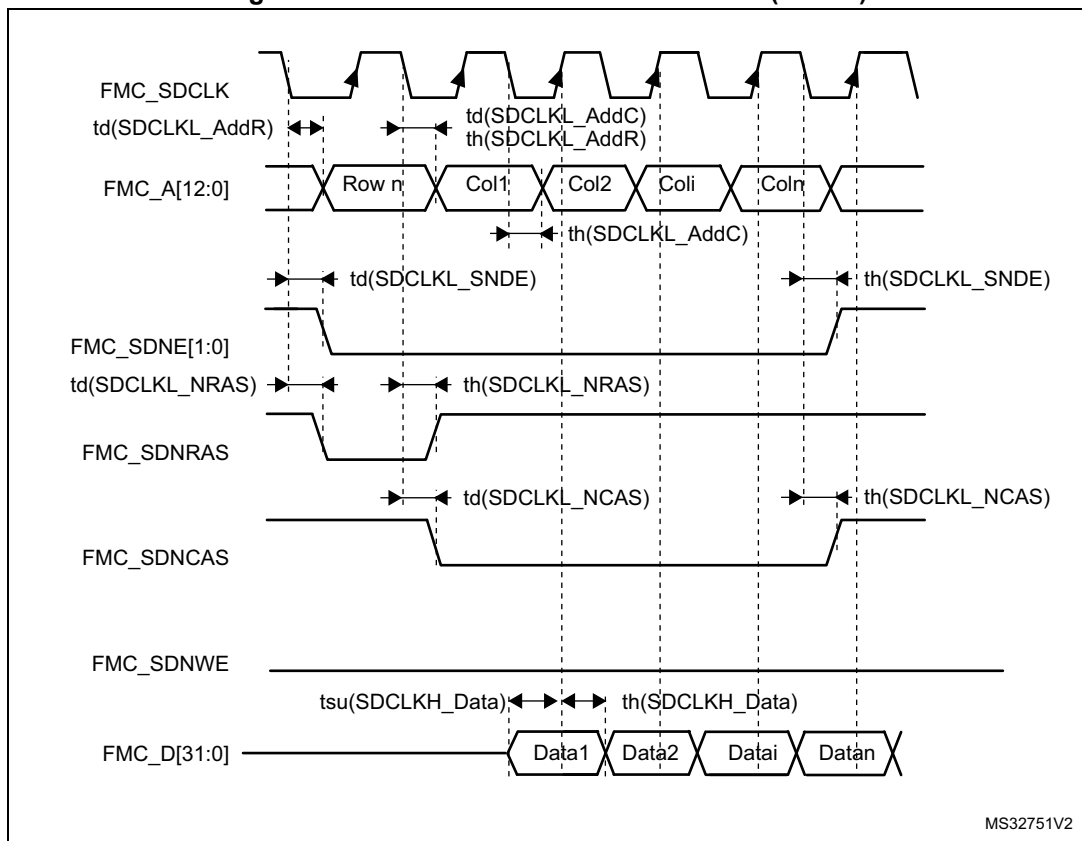 FMC_SDCLK
td(SDCLKL_AddR)
td(SDCLKL_AddC)
th(SDCLKL_AddR)
FMC_A[12:0]
Row n
Col1
Col2
Coli
Coln
th(SDCLKL_AddC)
td(SDCLKL_SNDE)
th(SDCLKL_SNDE)
FMC_SDNE[1:0]
td(SDCLKL_NRAS)
th(SDCLKL_NRAS)
FMC_SDNRAS
td(SDCLKL_NCAS)
th(SDCLKL_NCAS)
FMC_SDNCAS
FMC_SDNWE
tsu(SDCLKH_Data)
th(SDCLKH_Data)
FMC_D[31:0]
Data1
Data2
Datai
Datan
MS32751V2